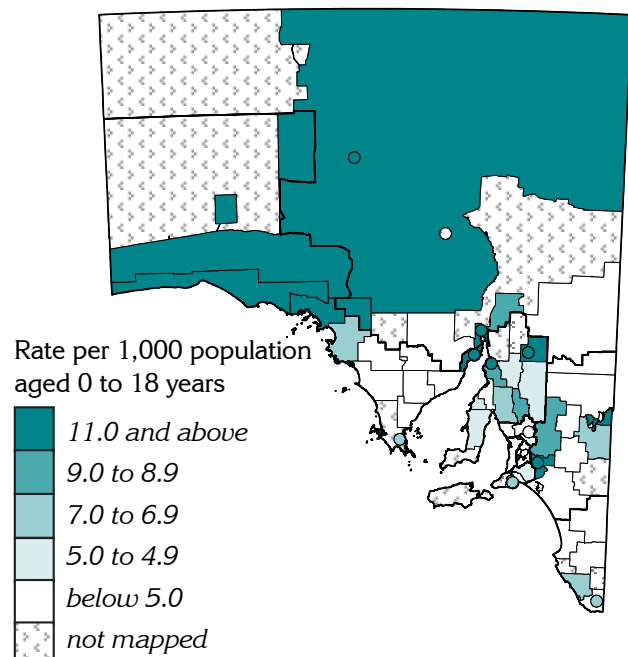 Rate per 1,000 population
aged 0 to 18 years
11.0 and above
9.0 to 8.9
7.0 to 6.9
5.0 to 4.9
below 5.0
not mapped